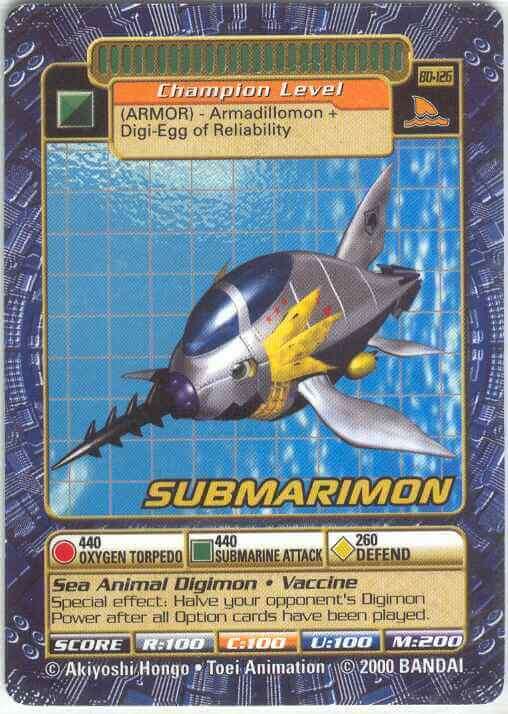 Champion Level
BO-126
(ARMOR) - Armadillomon +
Digi-Egg of Reliability
SUBMARIMON
440
OXYGEN TORPEDO
440
SUBMARINE ATTACK
260
DEFEND
Sea Animal Digimon • Vaccine
Special effect: Halve your opponent's Digimon
Power after all Option cards have been played.
SCORE R:100 C:100 U:100 M:200
© Akiyoshi Hongo • Toei Animation © 2000 BANDAI